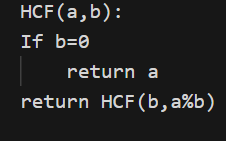 HCF(a,b):
If b=0
    return a
return HCF(b,a%b)